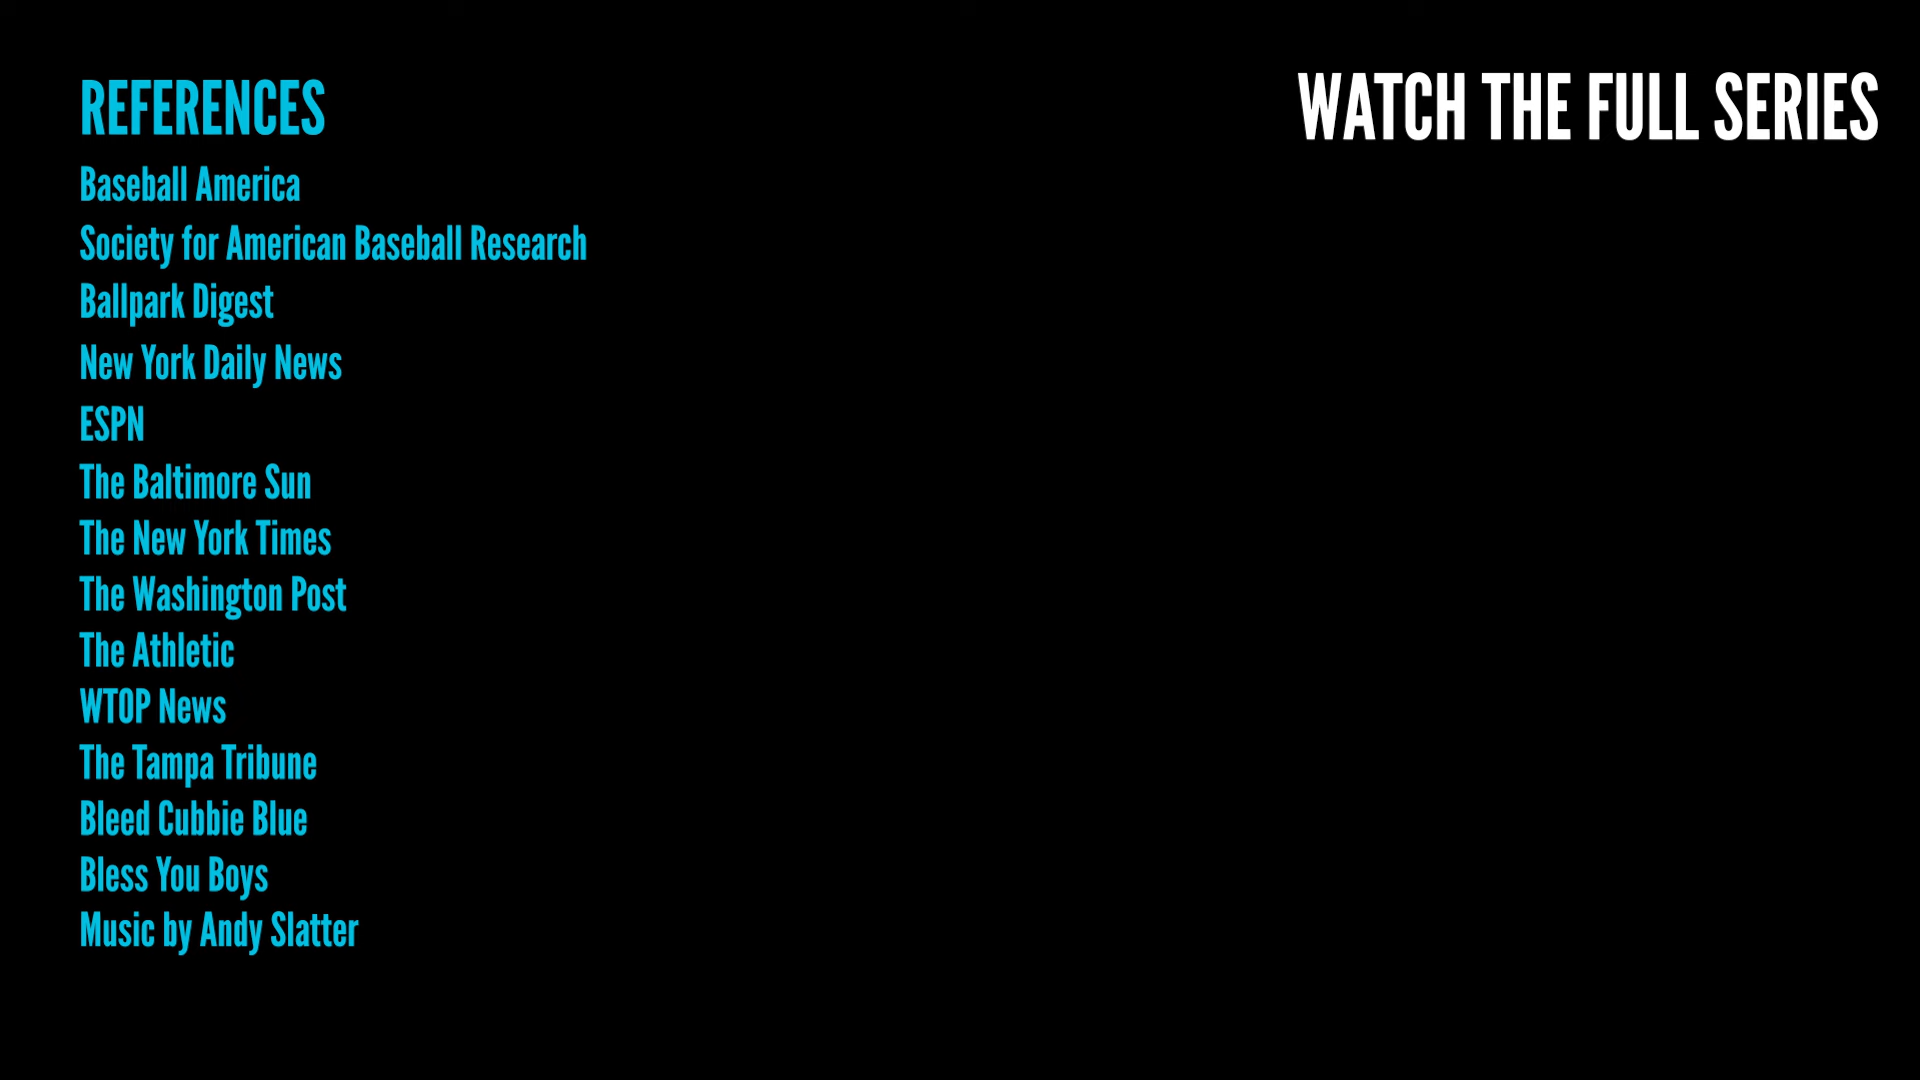 REFERENCES
Baseball America
Society for American Baseball Research
Ballpark Digest
New York Daily News
ESPN
The Baltimore Sun
The New York Times
The Washington Post
The Athletic
WTOP News
The Tampa Tribune
Bleed Cubbie Blue
Bless You Boys
Music by Andy Slatter
WATCH THE FULL SERIES